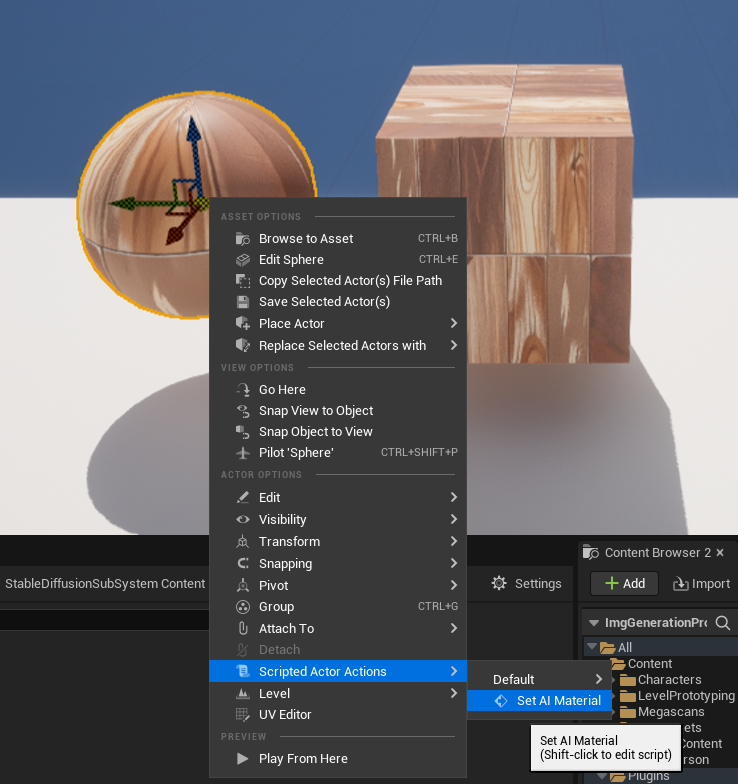 ASSET OPTIONS
Browse to Asset CTRL+B
Edit Sphere CTRL+E
Copy Selected Actor(s) File Path
Save Selected Actor(s)
Place Actor
Replace Selected Actors with
VIEW OPTIONS
Go Here
Snap View to Object
Snap Object to View
Pilot 'Sphere' CTRL+SHIFT+P
ACTOR OPTIONS
Edit
Visibility
Transform
Snapping
Pivot
Group CTRL+G
Attach To
Detach
Scripted Actor Actions
Level
UV Editor
PREVIEW
Play From Here
Default
Set AI Material
Set AI Material
(Shift-click to edit script)
StableDiffusionSubSystem Content
Settings
Content Browser 2
Add Import
ImgGenerationPr
All
Content
Characters
LevelPrototyping
Megascans
ets
Content
rson
Plugins